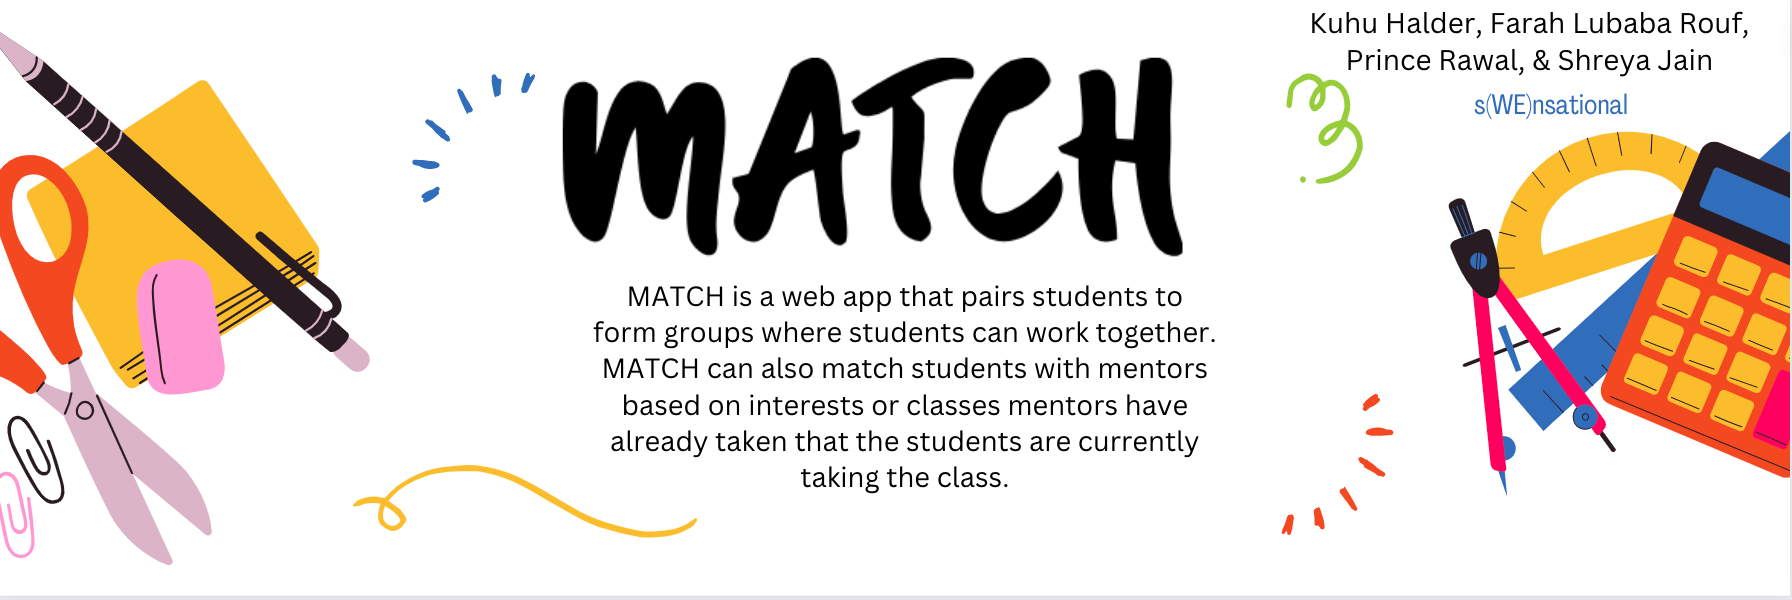 Kuhu Halder, Farah Lubaba Rouf,
Prince Rawal, & Shreya Jain
s(WE)nsational
MATCH
MATCH is a web app that pairs students to
form groups where students can work together.
MATCH can also match students with mentors
based on interests or classes mentors have
already taken that the students are currently
taking the class.